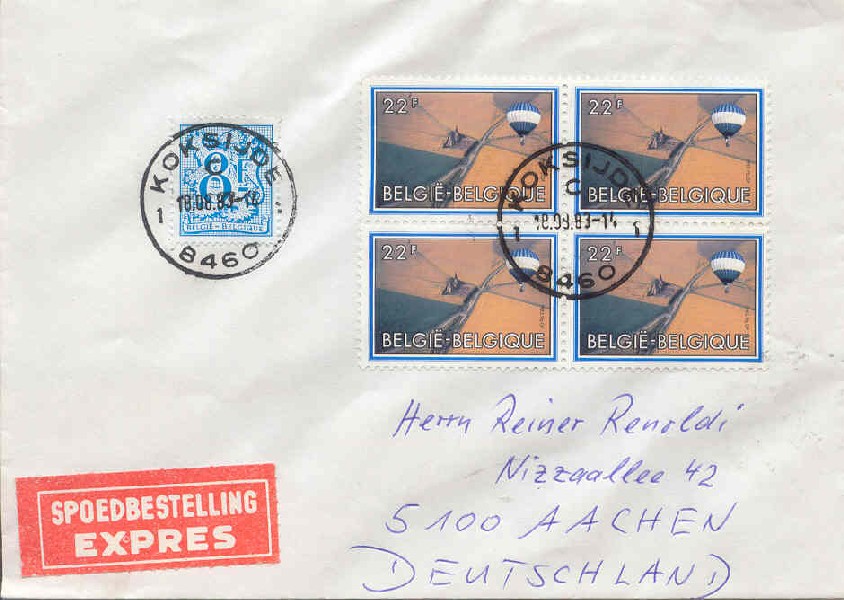 KOKSIJDE
C
1 18.08.83-14
8460
8F
BELGIË-BELGIQUE
22F
22F
BELGIË-BELGIQUE
BELGIQUE
KOKSIJDE
C
1 18.08.83-14 1
8460
22F
22F
BELGIË-BELGIQUE
BELGIË-BELGIQUE
Herrn Reiner Renoldi
Nizzaallee 42
5100 AACHEN
DEUTSCHLAND
SPOEDBESTELLING
EXPRES